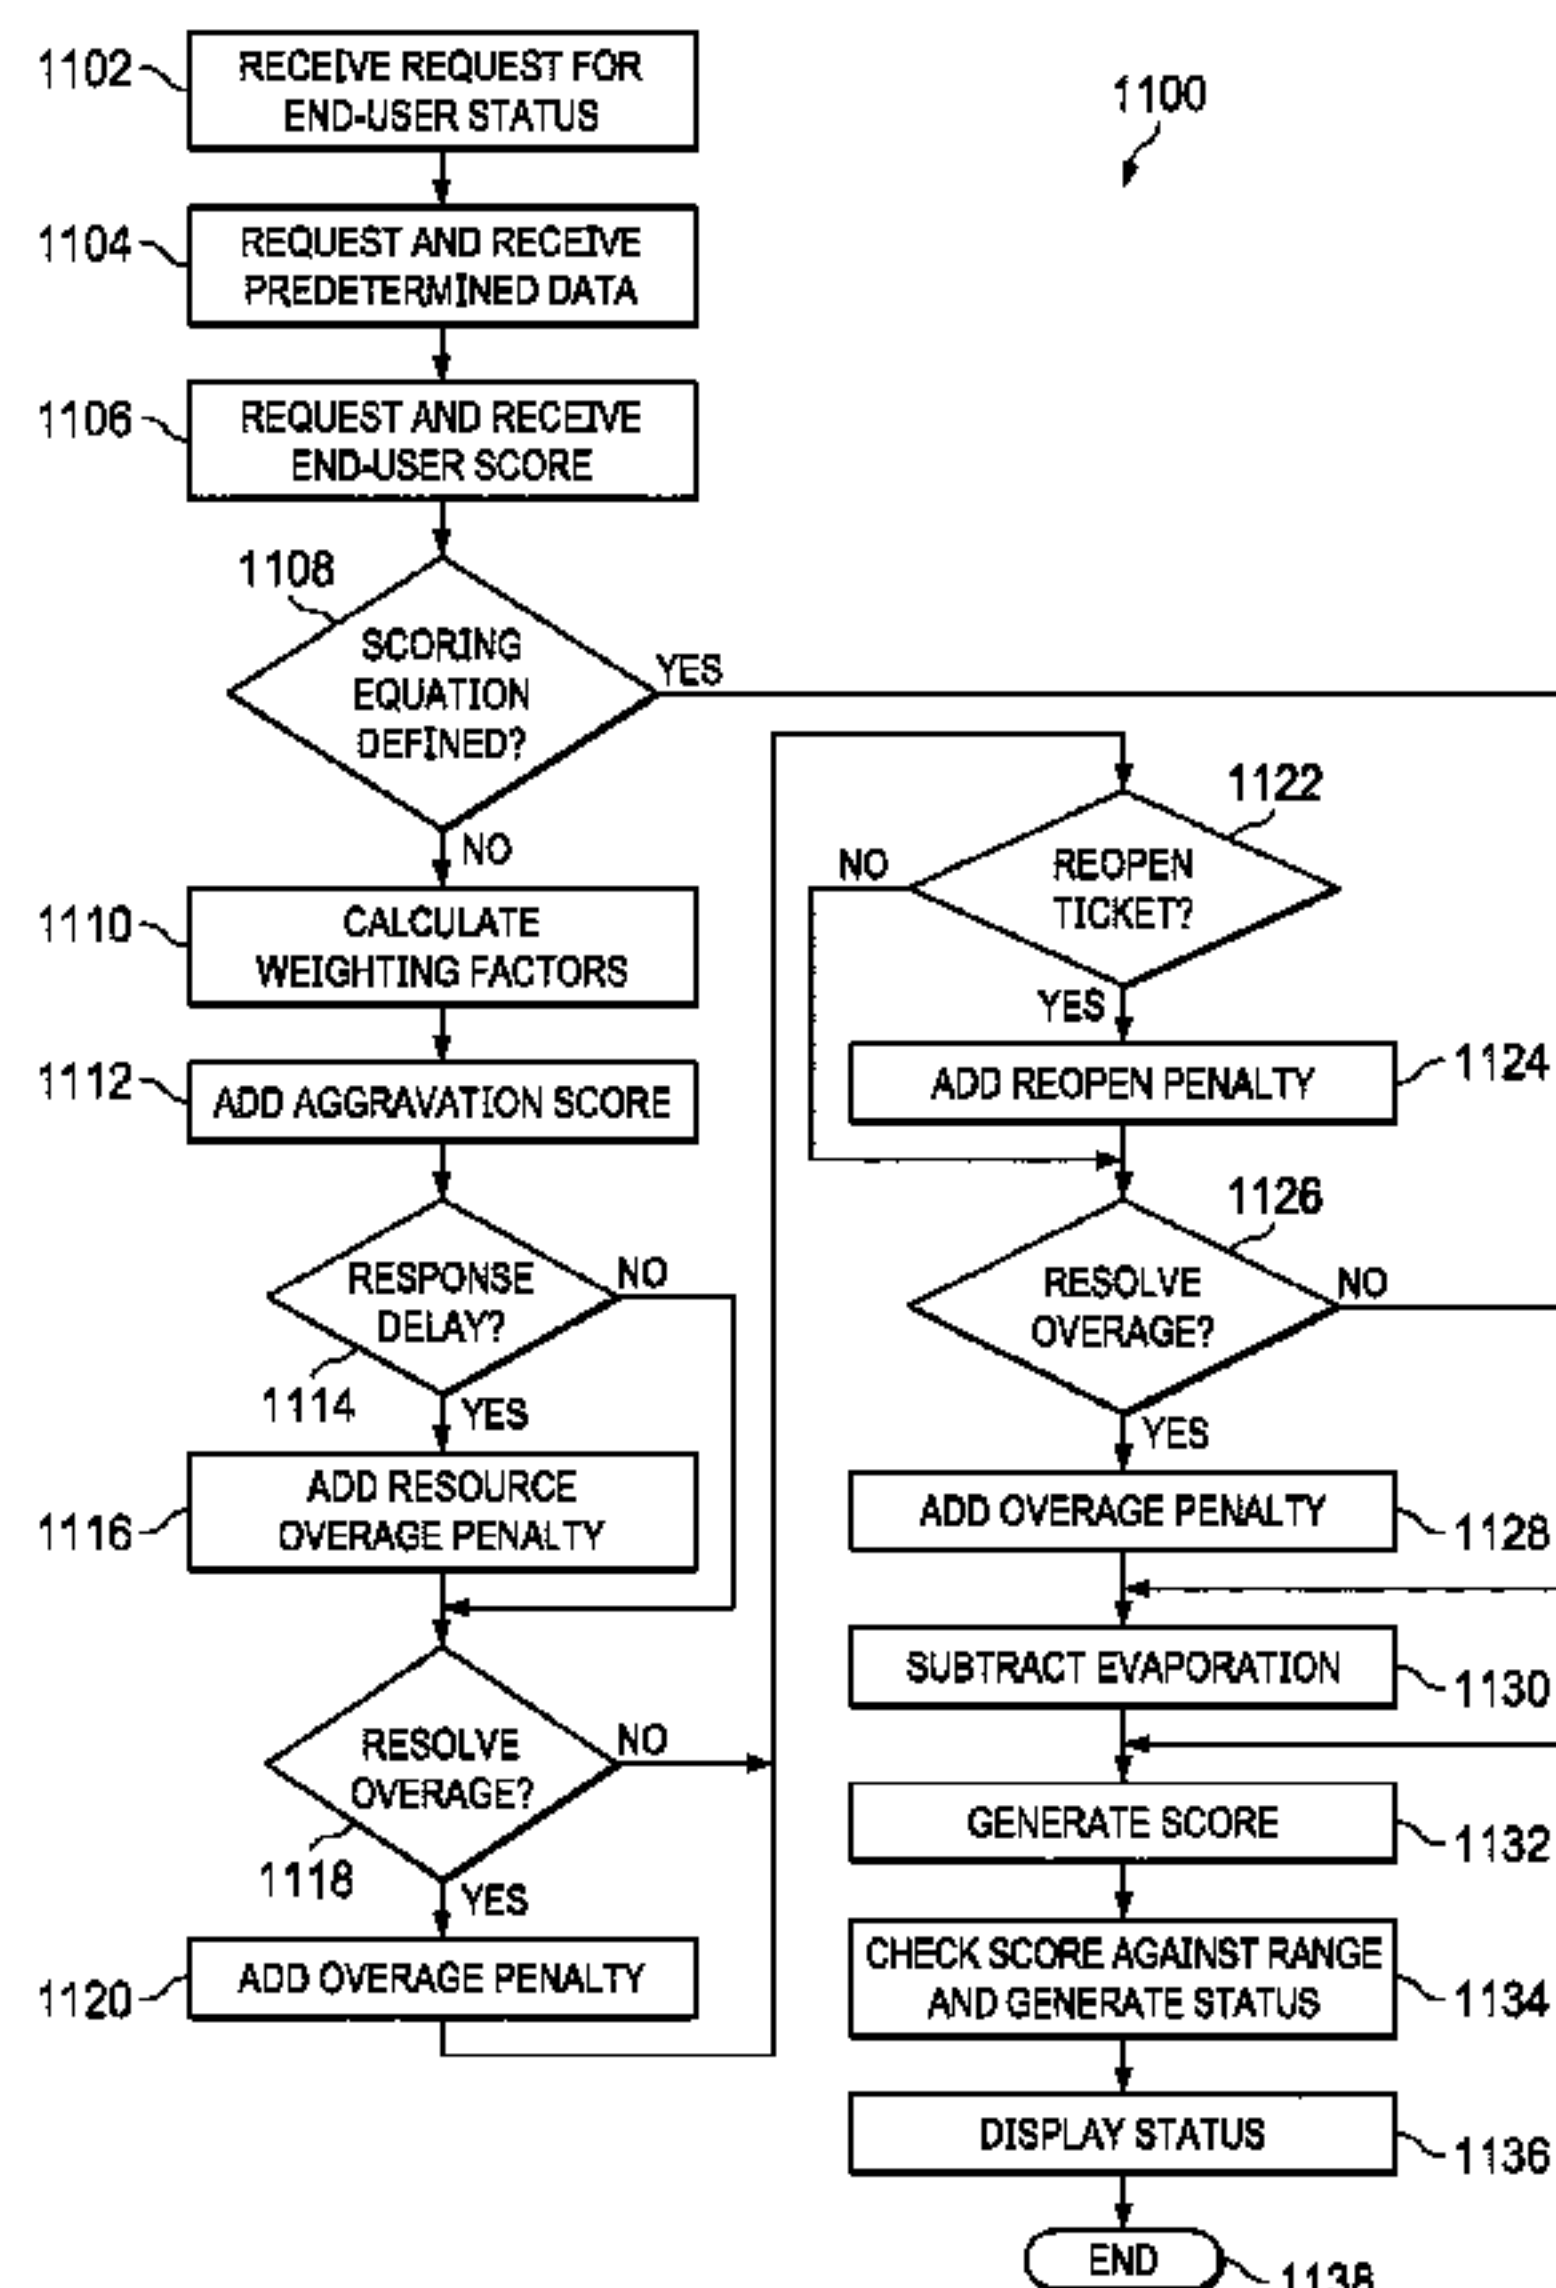 1100
1102
RECEIVE REQUEST FOR
END-USER STATUS
1104
REQUEST AND RECEIVE
PREDETERMINED DATA
1106
REQUEST AND RECEIVE
END-USER SCORE
1108
SCORING
EQUATION
DEFINED?
YES
NO
1110
CALCULATE
WEIGHTING FACTORS
1112
ADD AGGRAVATION SCORE
RESPONSE
DELAY?
NO
1114
YES
1116
ADD RESOURCE
OVERAGE PENALTY
RESOLVE
OVERAGE?
NO
1118
YES
1120
ADD OVERAGE PENALTY
1122
NO
REOPEN
TICKET?
YES
ADD REOPEN PENALTY
1124
1126
RESOLVE
OVERAGE?
NO
YES
ADD OVERAGE PENALTY
1128
SUBTRACT EVAPORATION
1130
GENERATE SCORE
1132
CHECK SCORE AGAINST RANGE
AND GENERATE STATUS
1134
DISPLAY STATUS
1136
END
1138